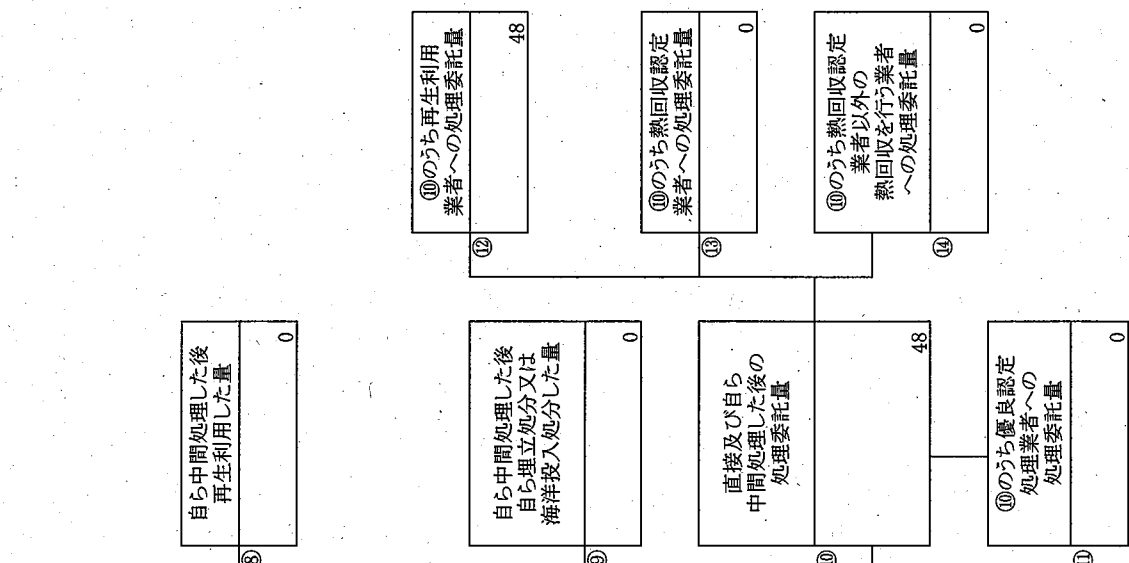 自ら中間処理した後
再生利用した量
0
⑧
自ら中間処理した後
自ら埋立処分又は
海洋投入処分した量
0
⑨
直接及び自ら
中間処理した後の
処理委託量
48
⑩
⑩のうち優良認定
処理業者への
処理委託量
0
⑪
⑩のうち再生利用
業者への処理委託量
48
⑫
⑩のうち熱回収認定
業者への処理委託量
0
⑬
⑩のうち熱回収認定
業者以外の
熱回収を行う業者
への処理委託量
0
⑭